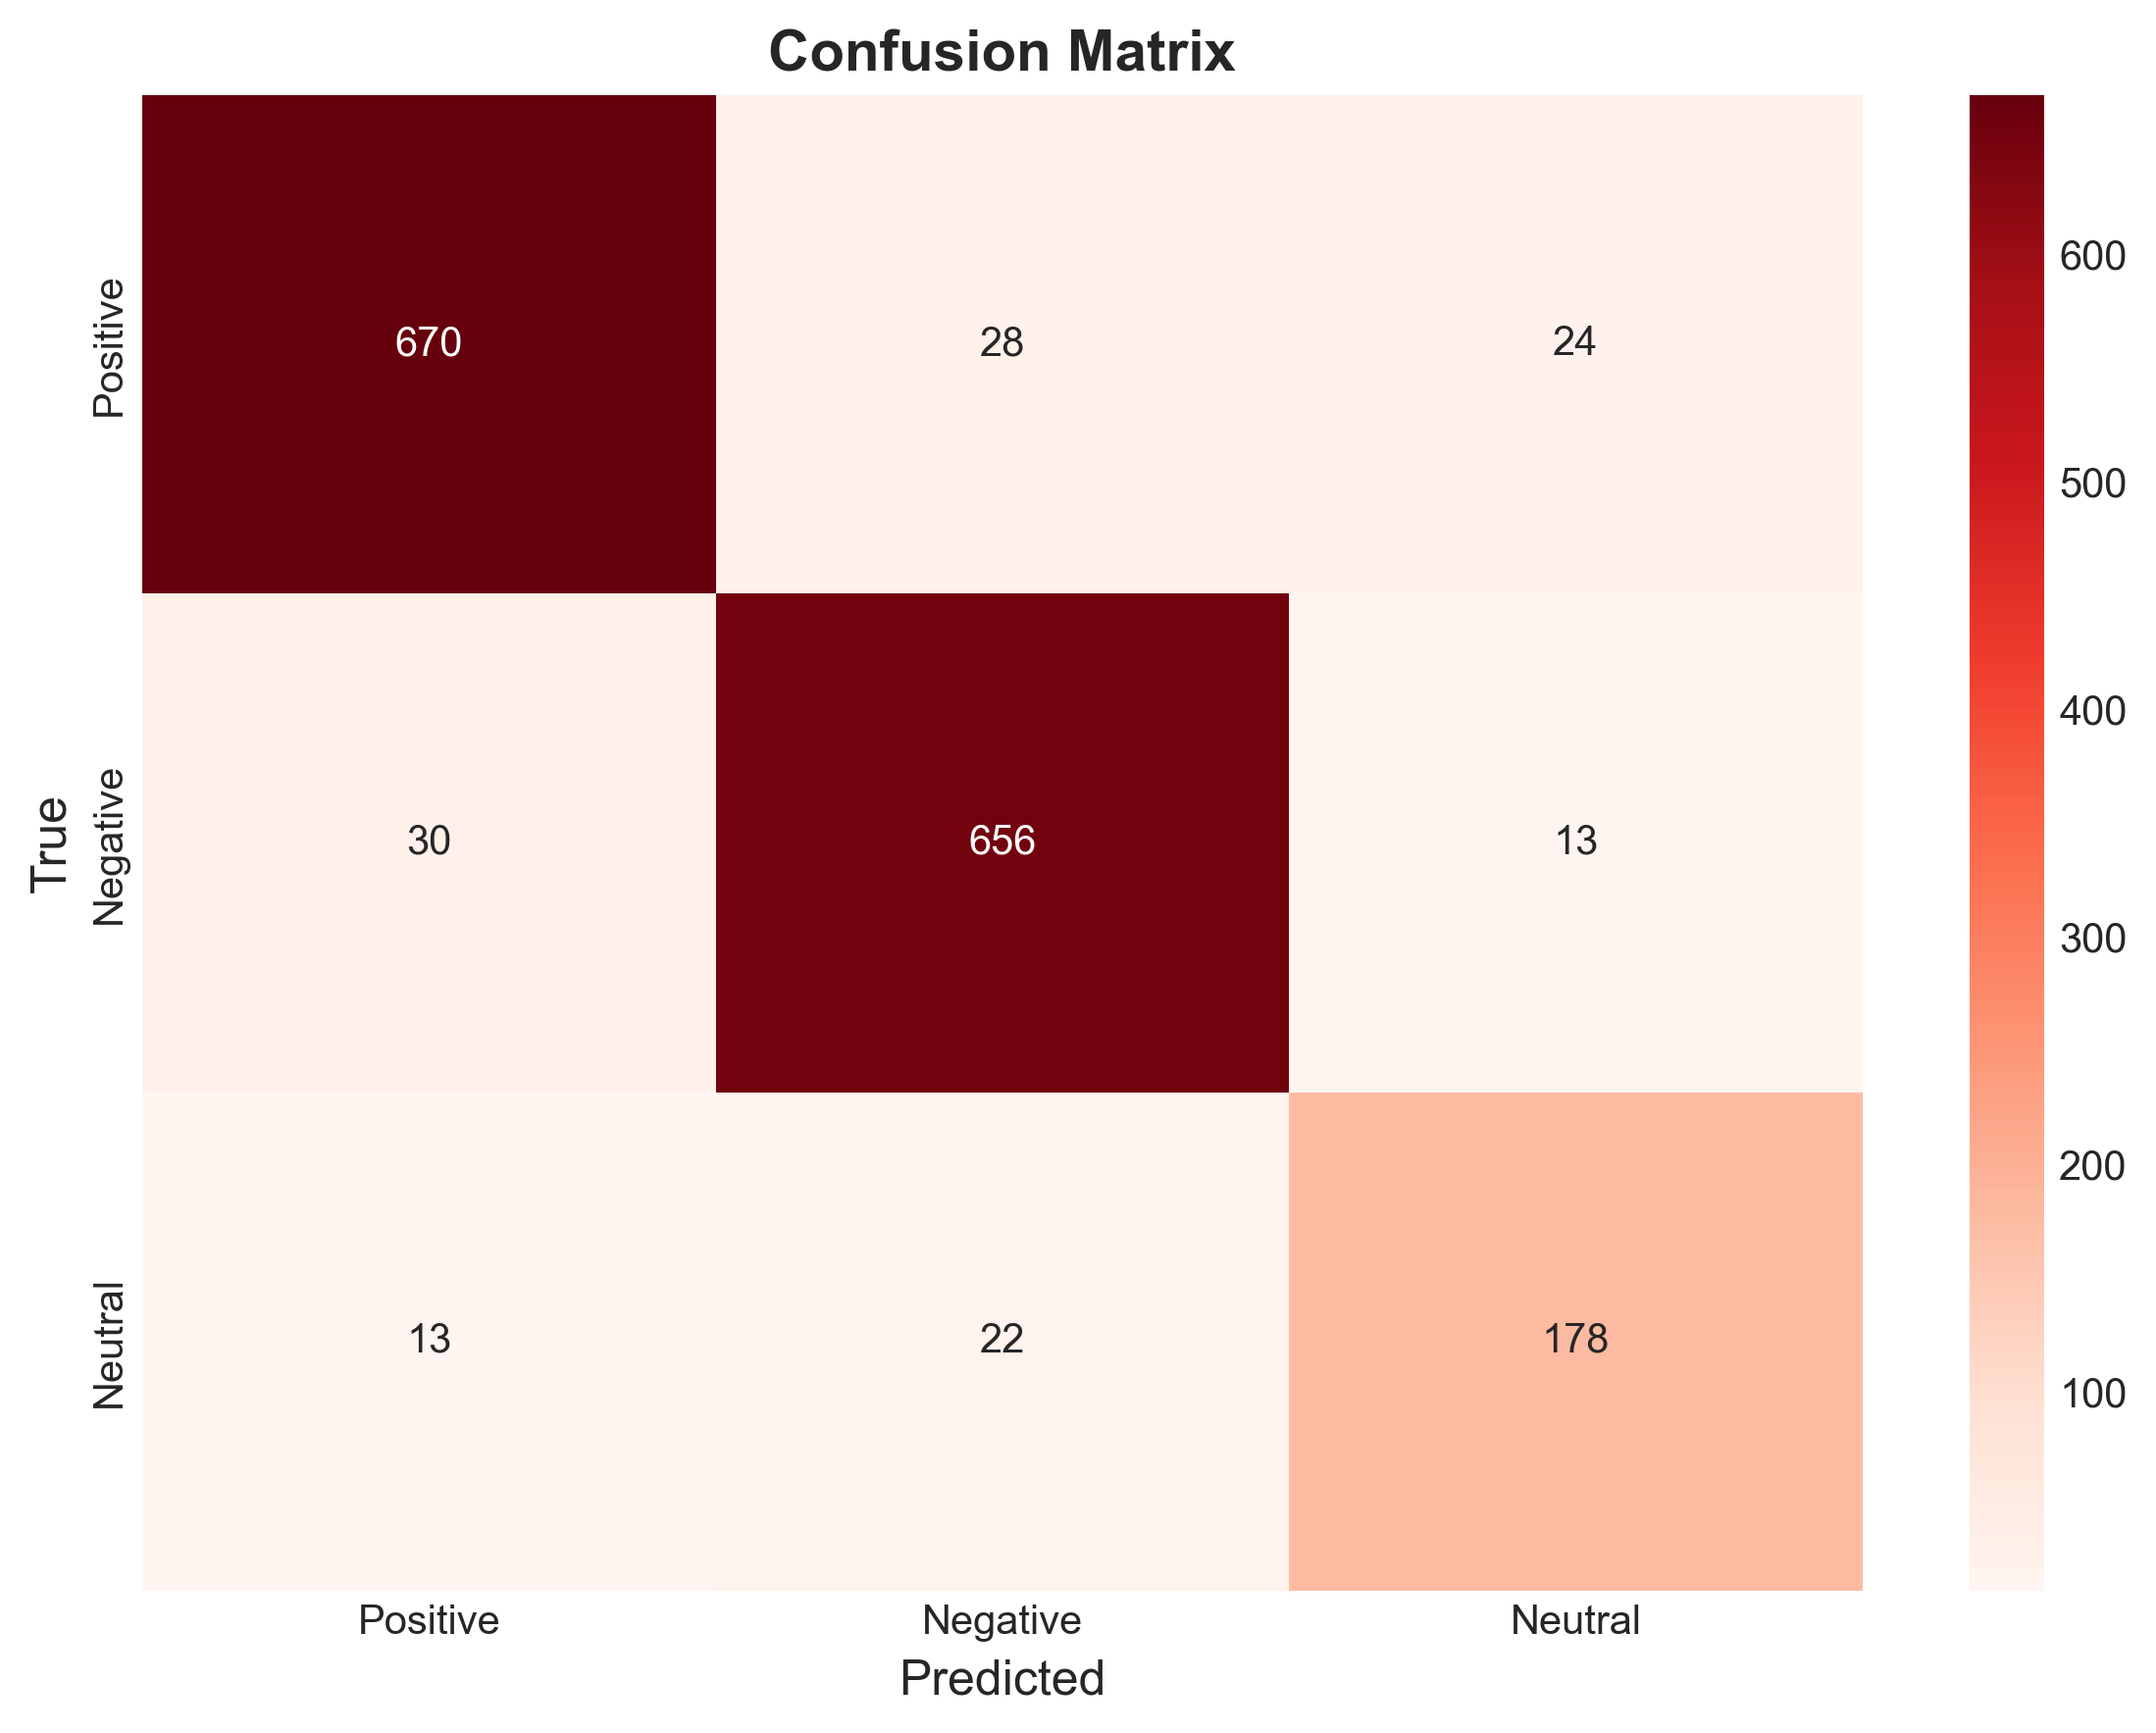 Confusion Matrix
True
Positive
670 28 24
Negative
30 656 13
Neutral
13 22 178
Positive Negative Neutral
Predicted
600
500
400
300
200
100